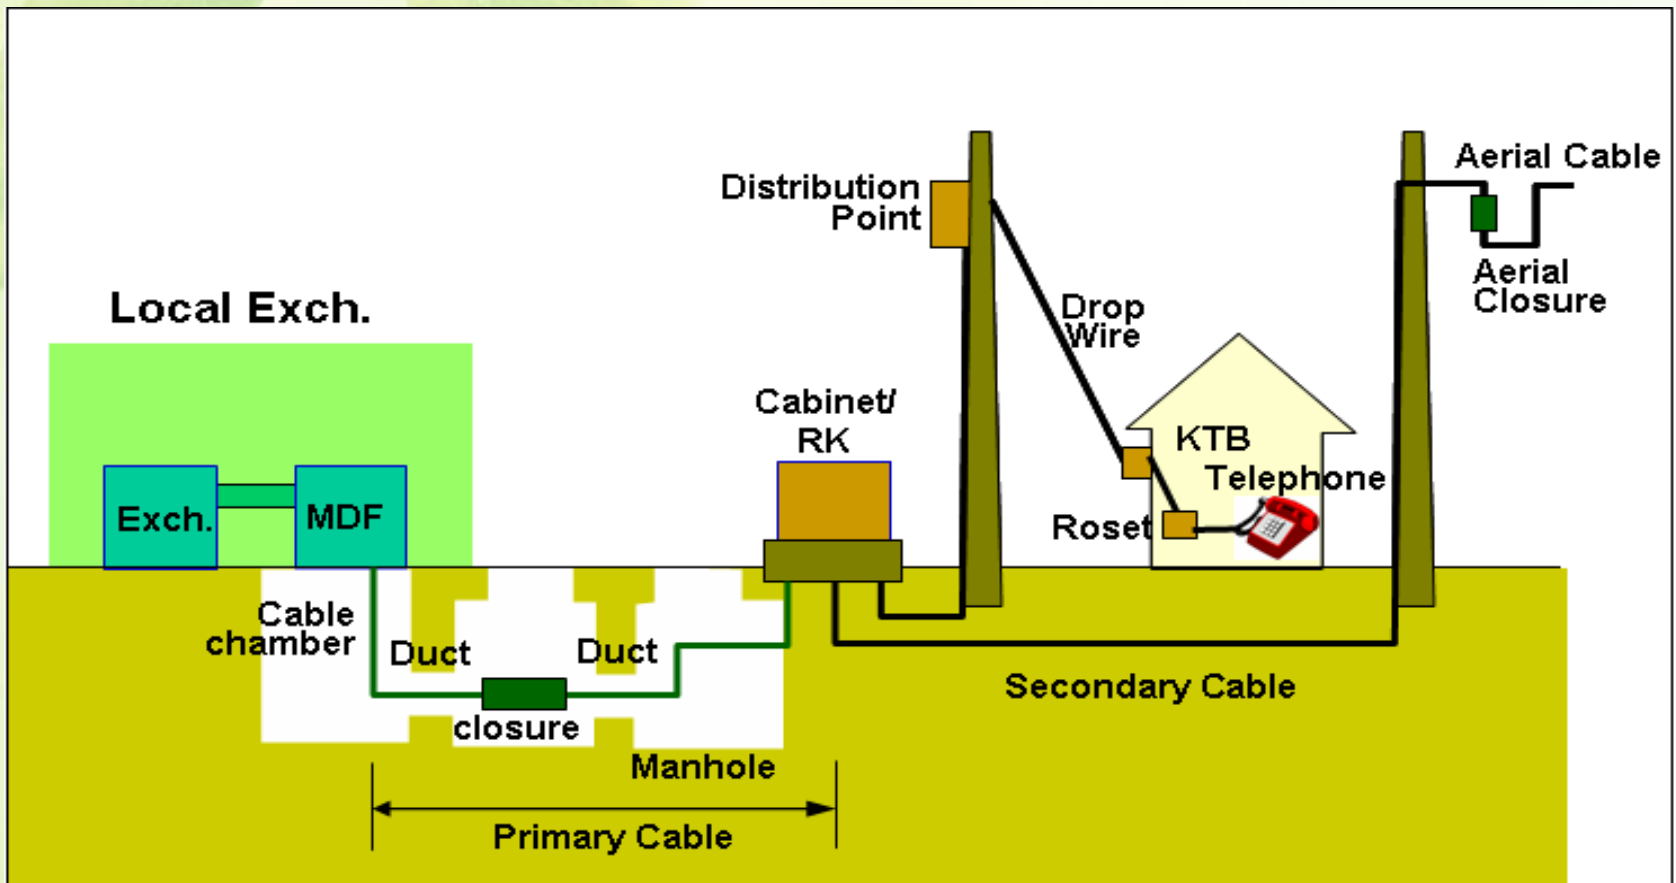 Aerial Cable
Distribution
Point
Aerial
Closure
Local Exch.
Drop
Wire
Cabinet/
RK
KTB
Telephone
Exch.
MDF
Roset
Cable
chamber
Duct
Duct
Secondary Cable
closure
Manhole
Primary Cable